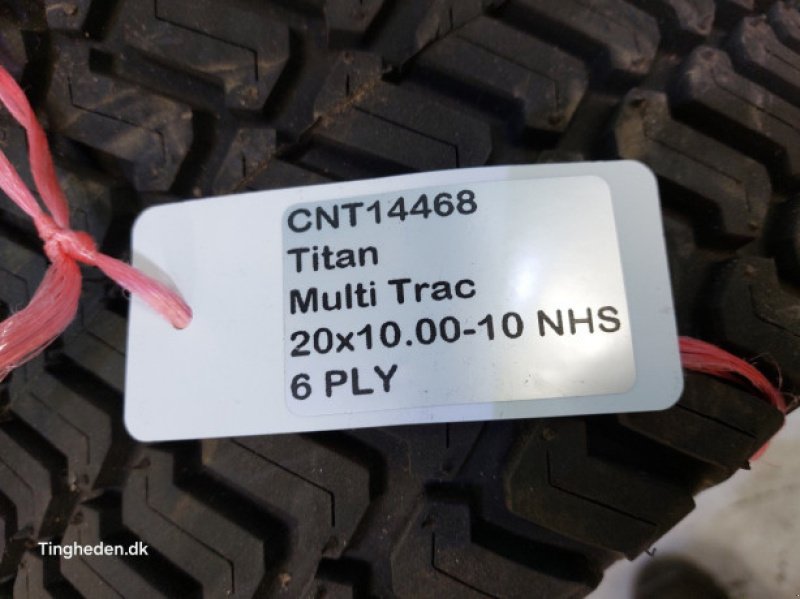 CNT14468
Titan
Multi Trac
20x10.00-10 NHS
6 PLY
Tingheden.dk